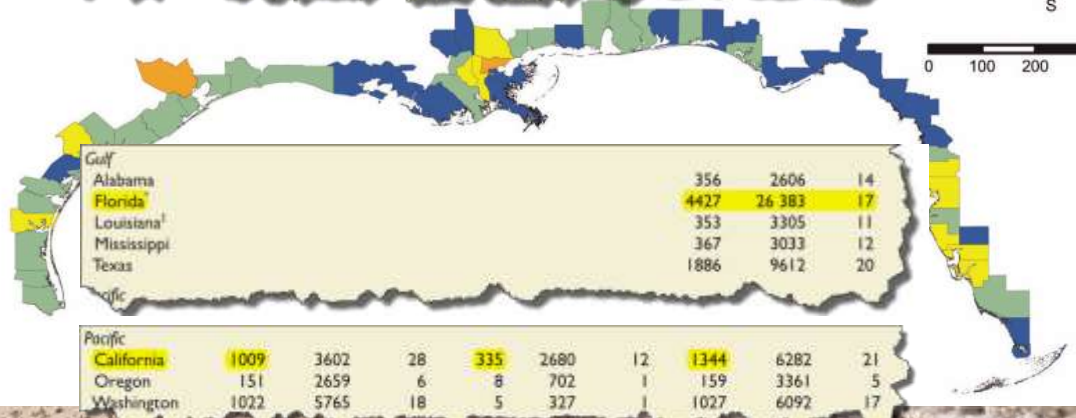 S
0 100 200
Gulf
Alabama 356 2606 14
Florida* 4427 26 383 17
Louisiana‡ 353 3305 11
Mississippi 367 3033 12
Texas 1886 9612 20
Pacific
California 1009 3602 28 335 2680 12 1344 6282 21
Oregon 151 2659 6 8 702 1 159 3361 5
Washington 1022 5765 18 5 327 1 1027 6092 17